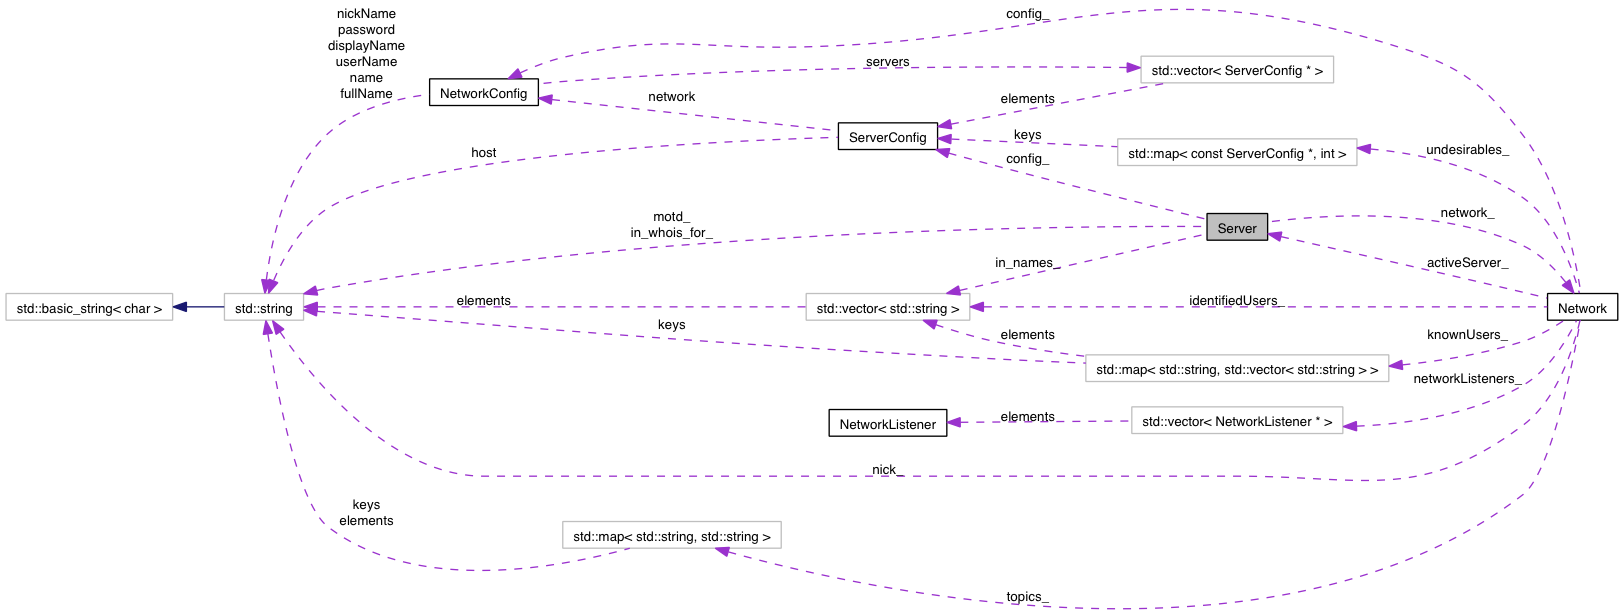 nickName
password
displayName
userName
name
fullName
config_
servers
std::vector< ServerConfig * >
NetworkConfig
network
elements
ServerConfig
keys
std::map< const ServerConfig *, int >
undesirables_
host
config_
motd_
in_whois_for_
Server
network_
in_names_
activeServer_
std::basic_string< char >
std::string
elements
std::vector< std::string >
identifiedUsers_
Network
keys
elements
knownUsers_
std::map< std::string, std::vector< std::string > >
networkListeners_
NetworkListener
elements
std::vector< NetworkListener * >
nick_
keys
elements
std::map< std::string, std::string >
topics_